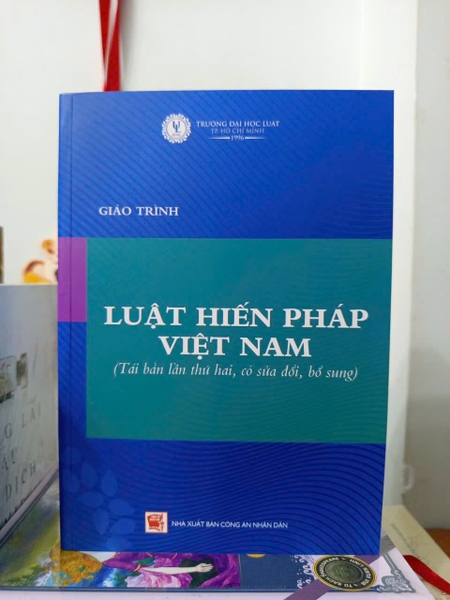 TRƯỜNG ĐẠI HỌC LUẬT
TP. HỒ CHÍ MINH
1996
GIÁO TRÌNH
LUẬT HIẾN PHÁP
VIỆT NAM
(Tái bản lần thứ hai, có sửa đổi, bổ sung)
NHÀ XUẤT BẢN CÔNG AN NHÂN DÂN